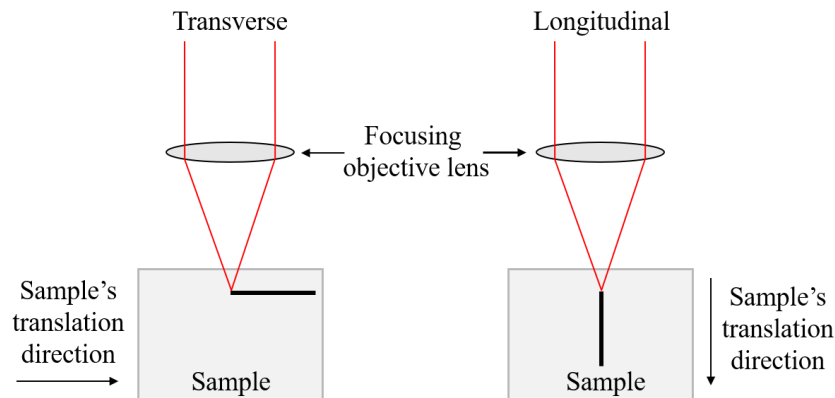 Transverse
Longitudinal
Focusing
objective lens
Sample’s
translation
direction
Sample
Sample
Sample’s
translation
direction